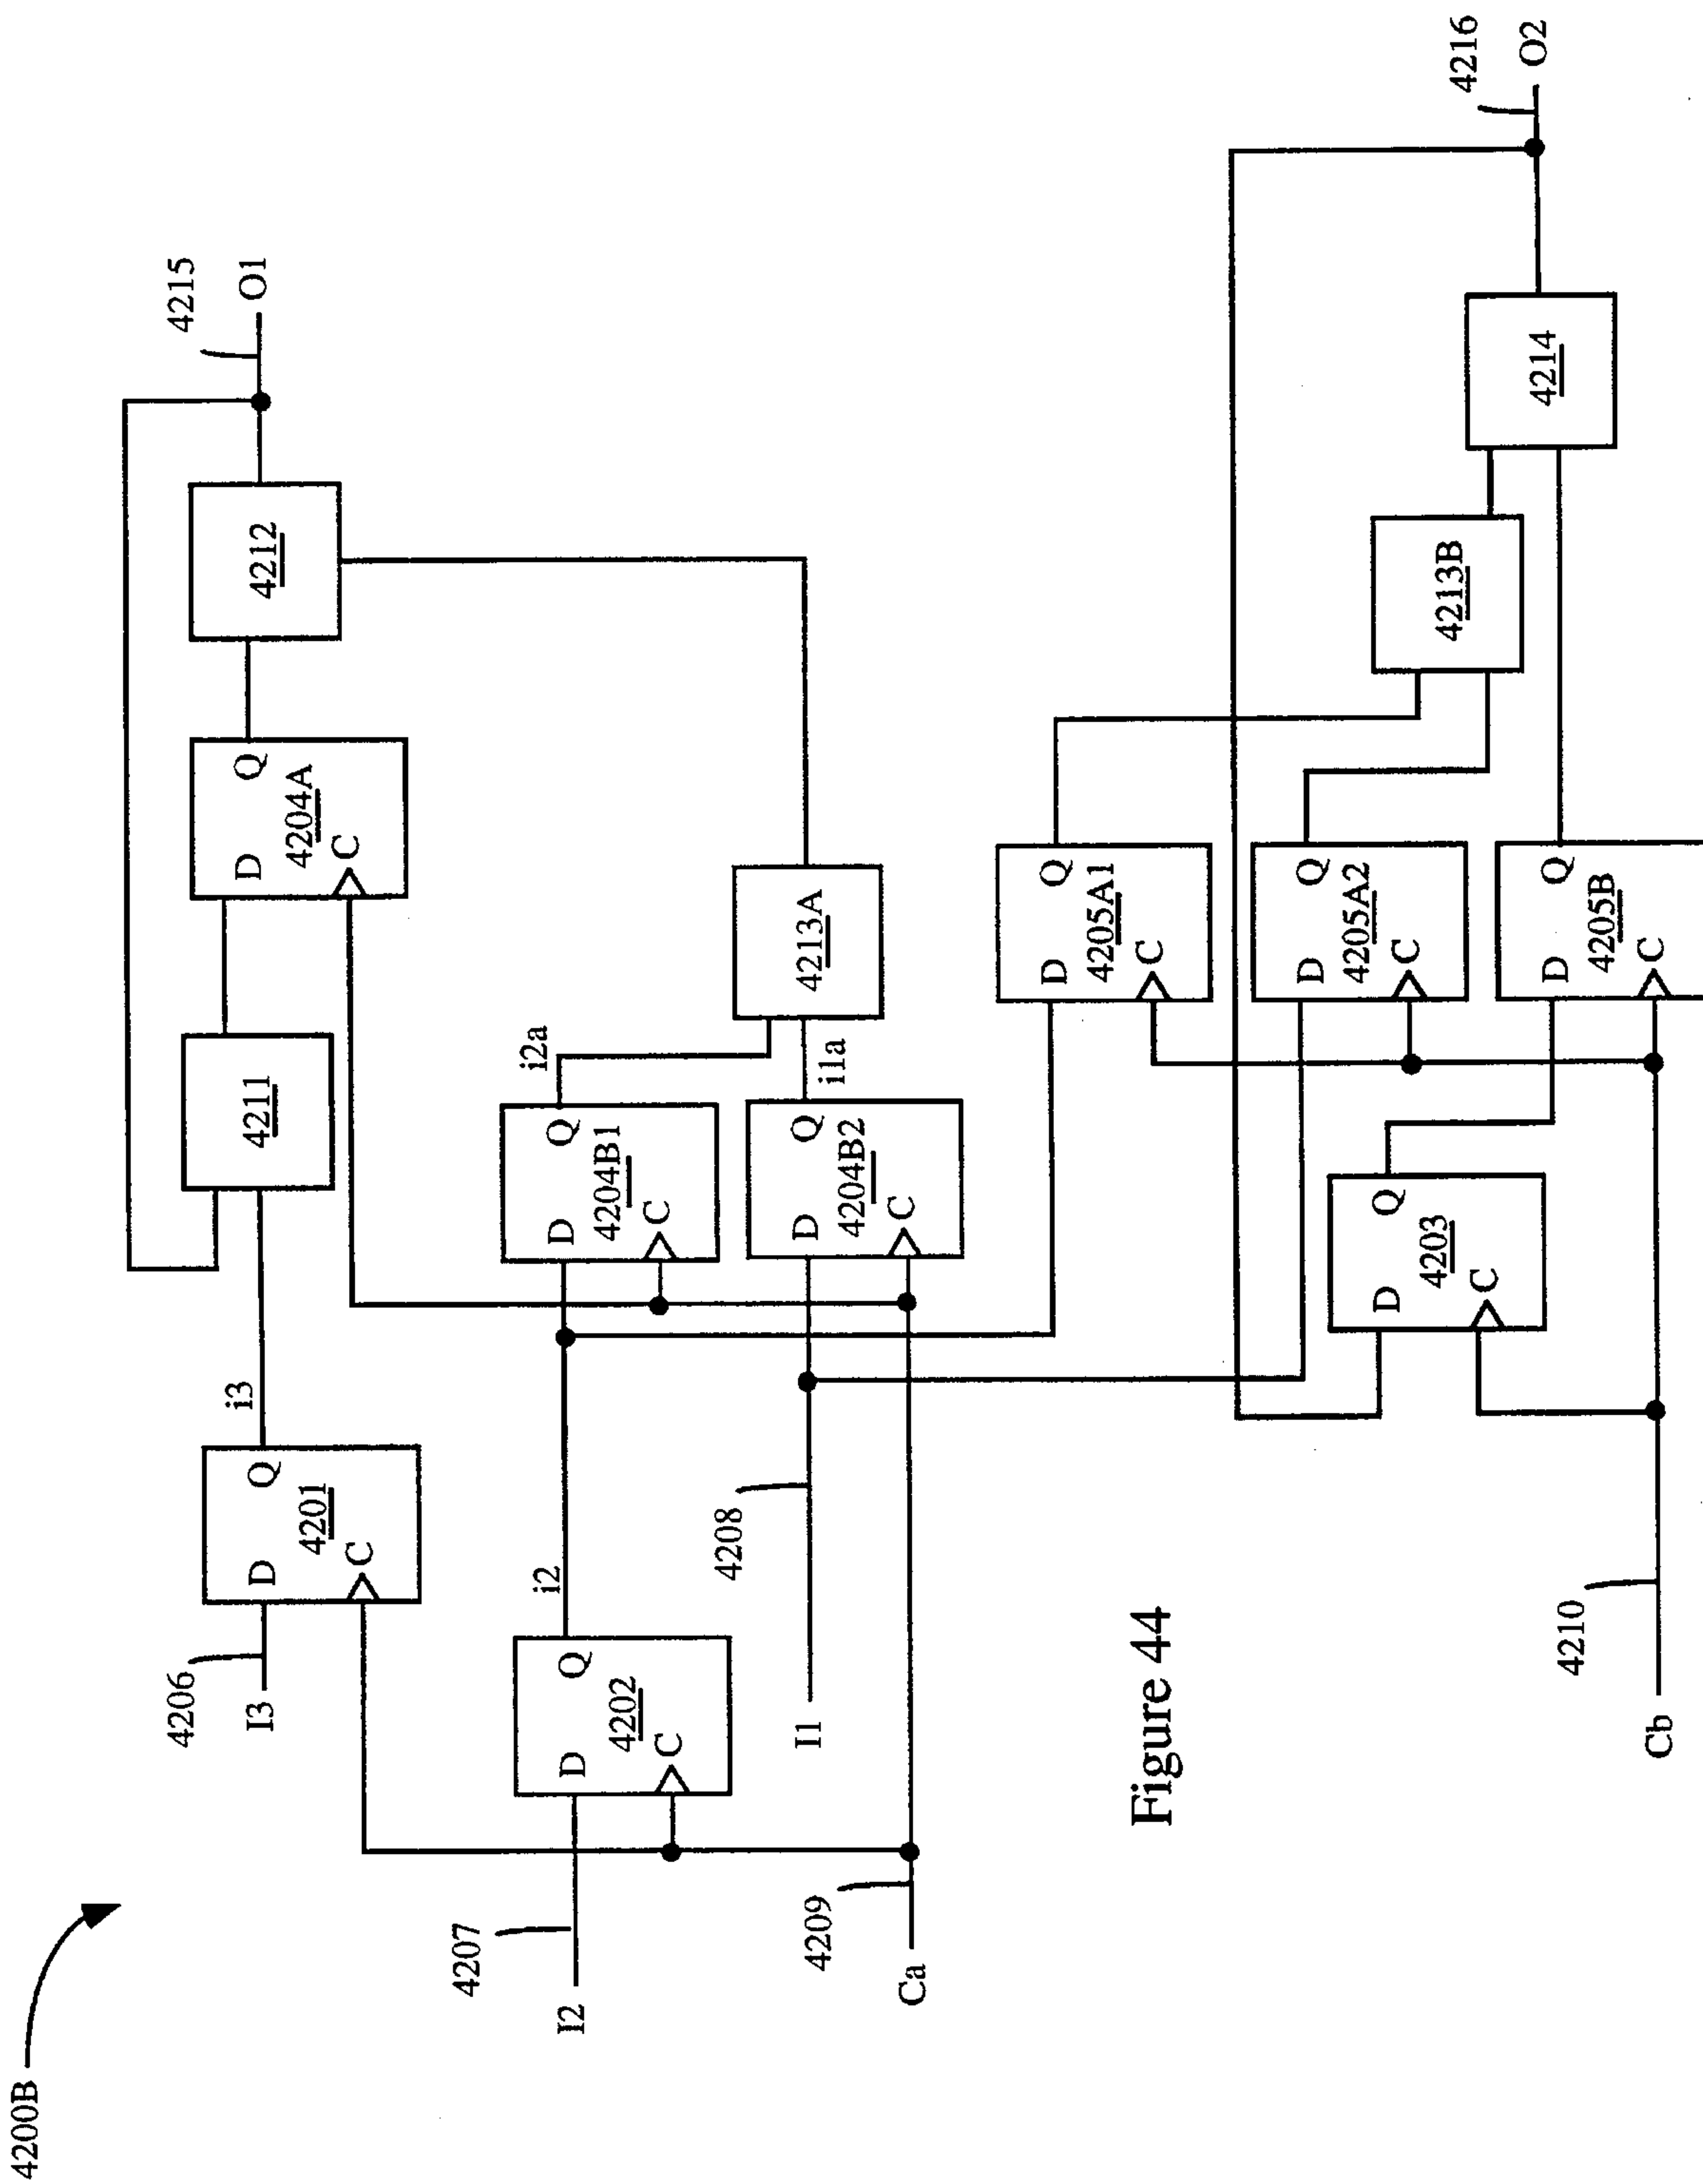 4200B
4206
I3
D
Q
4201
C
i3
4211
D
Q
4204A
C
4212
4215
O1
4207
I2
D
Q
4202
C
i2
D
Q
4204B1
C
i2a
4208
I1
D
Q
4204B2
C
i1a
4213A
4209
Ca
D
Q
4205A1
C
D
Q
4205A2
C
4213B
4214
4216
O2
D
Q
4203
C
D
Q
4205B
C
4210
Cb
Figure 44